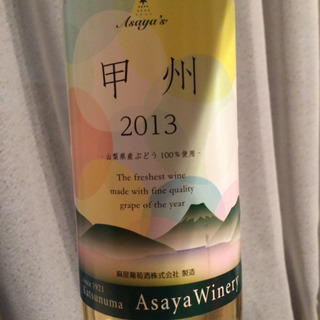 Asaya's
甲州
2013
- 山梨県産ぶどう100%使用 -
The freshest wine
made with fine quality
grape of the year
麻屋葡萄酒株式会社 製造
since 1921
Katsunuma
AsayaWinery